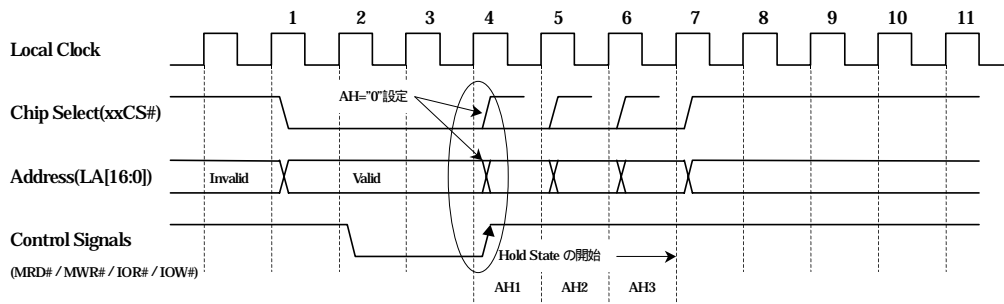 1 2 3 4 5 6 7 8 9 10 11
Local Clock
AH="0"設定
Chip Select(xxCS#)
Address(LA[16:0])
Invalid
Valid
Control Signals
(MRD# / MWR# / IOR# / IOW#)
Hold State の開始
AH1 AH2 AH3